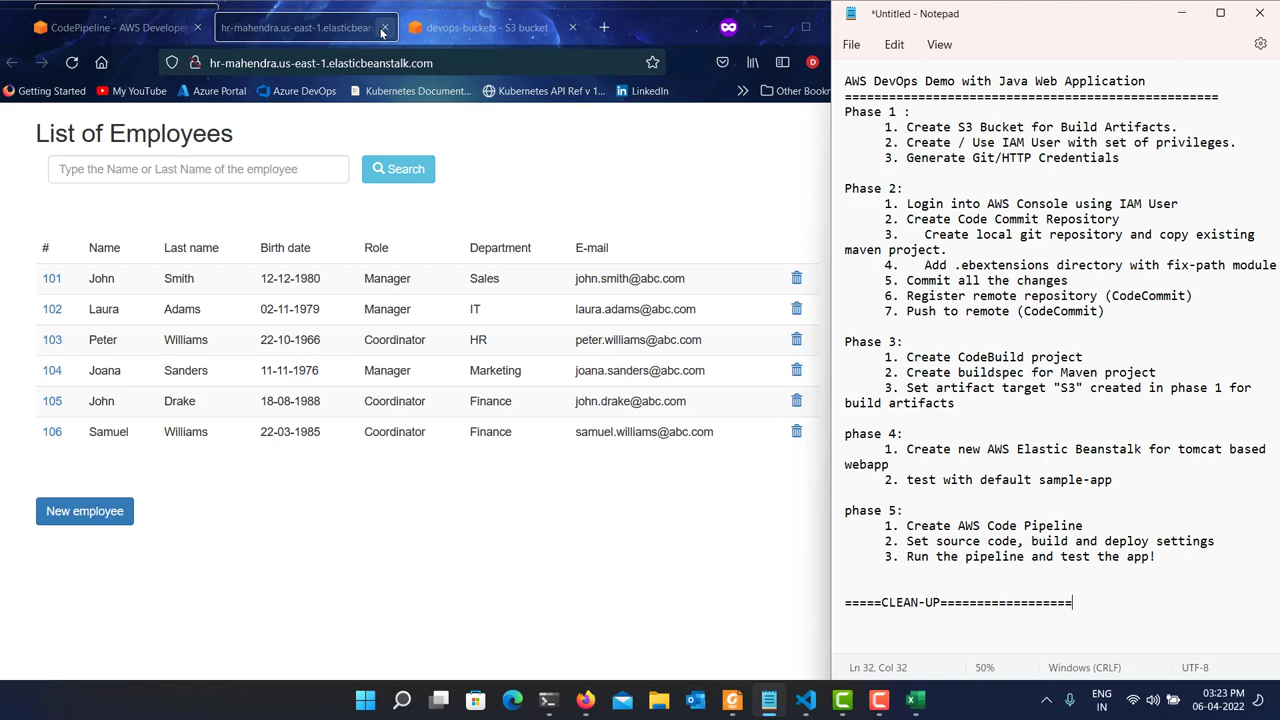 CodePipeline - AWS Developer
hr-mahendra.us-east-1.elasticbean
devops-buckets - S3 bucket
hr-mahendra.us-east-1.elasticbeanstalk.com
D
Getting Started
My YouTube
Azure Portal
Azure DevOps
Kubernetes Document...
Kubernetes API Ref v 1...
LinkedIn
Other Bookm
List of Employees
Type the Name or Last Name of the employee
Search
# Name Last name Birth date Role Department E-mail
101 John Smith 12-12-1980 Manager Sales john.smith@abc.com
102 Laura Adams 02-11-1979 Manager IT laura.adams@abc.com
103 Peter Williams 22-10-1966 Coordinator HR peter.williams@abc.com
104 Joana Sanders 11-11-1976 Manager Marketing joana.sanders@abc.com
105 John Drake 18-08-1988 Coordinator Finance john.drake@abc.com
106 Samuel Williams 22-03-1985 Coordinator Finance samuel.williams@abc.com
New employee
*Untitled - Notepad
File Edit View
AWS DevOps Demo with Java Web Application
===================================================
Phase 1 :
1. Create S3 Bucket for Build Artifacts.
2. Create / Use IAM User with set of privileges.
3. Generate Git/HTTP Credentials
Phase 2:
1. Login into AWS Console using IAM User
2. Create Code Commit Repository
3. Create local git repository and copy existing
maven project.
4. Add .ebextensions directory with fix-path module
5. Commit all the changes
6. Register remote repository (CodeCommit)
7. Push to remote (CodeCommit)
Phase 3:
1. Create CodeBuild project
2. Create buildspec for Maven project
3. Set artifact target "S3" created in phase 1 for
build artifacts
phase 4:
1. Create new AWS Elastic Beanstalk for tomcat based
webapp
2. test with default sample-app
phase 5:
1. Create AWS Code Pipeline
2. Set source code, build and deploy settings
3. Run the pipeline and test the app!
=====CLEAN-UP==================
Ln 32, Col 32
50%
Windows (CRLF)
UTF-8
ENG
IN
03:23 PM
06-04-2022